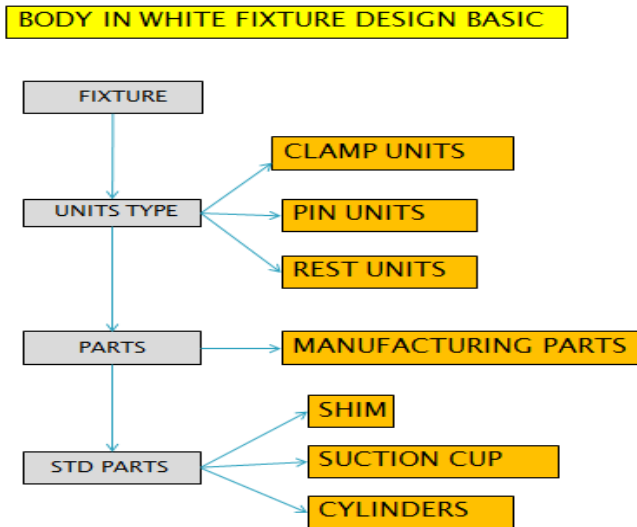 BODY IN WHITE FIXTURE DESIGN BASIC
FIXTURE
CLAMP UNITS
UNITS TYPE
PIN UNITS
REST UNITS
PARTS
MANUFACTURING PARTS
SHIM
STD PARTS
SUCTION CUP
CYLINDERS